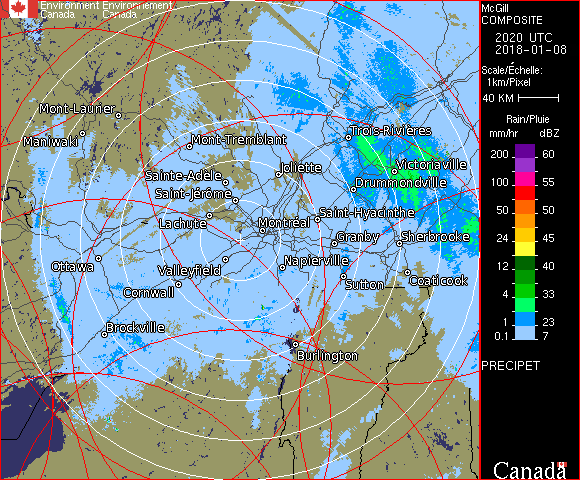 Environment Environnement
Canada Canada
McGill
COMPOSITE
2020 UTC
2018-01-08
Scale/Échelle:
1km/Pixel
40 KM
Rain/Pluie
mm/hr dBZ
200 60
100 55
50 50
24 45
12 40
4 33
1 23
0.1 7
PRECIPET
Canada
Mont-Laurier
Maniwaki
Mont-Tremblant
Trois-Rivières
Joliette
Victoriaville
Sainte-Adèle
Drummondville
Saint-Jérôme
Lachute
Saint-Hyacinthe
Montréal
Granby
Sherbrooke
Ottawa
Valleyfield
Napierville
Sutton
Coaticook
Cornwall
Brockville
Burlington